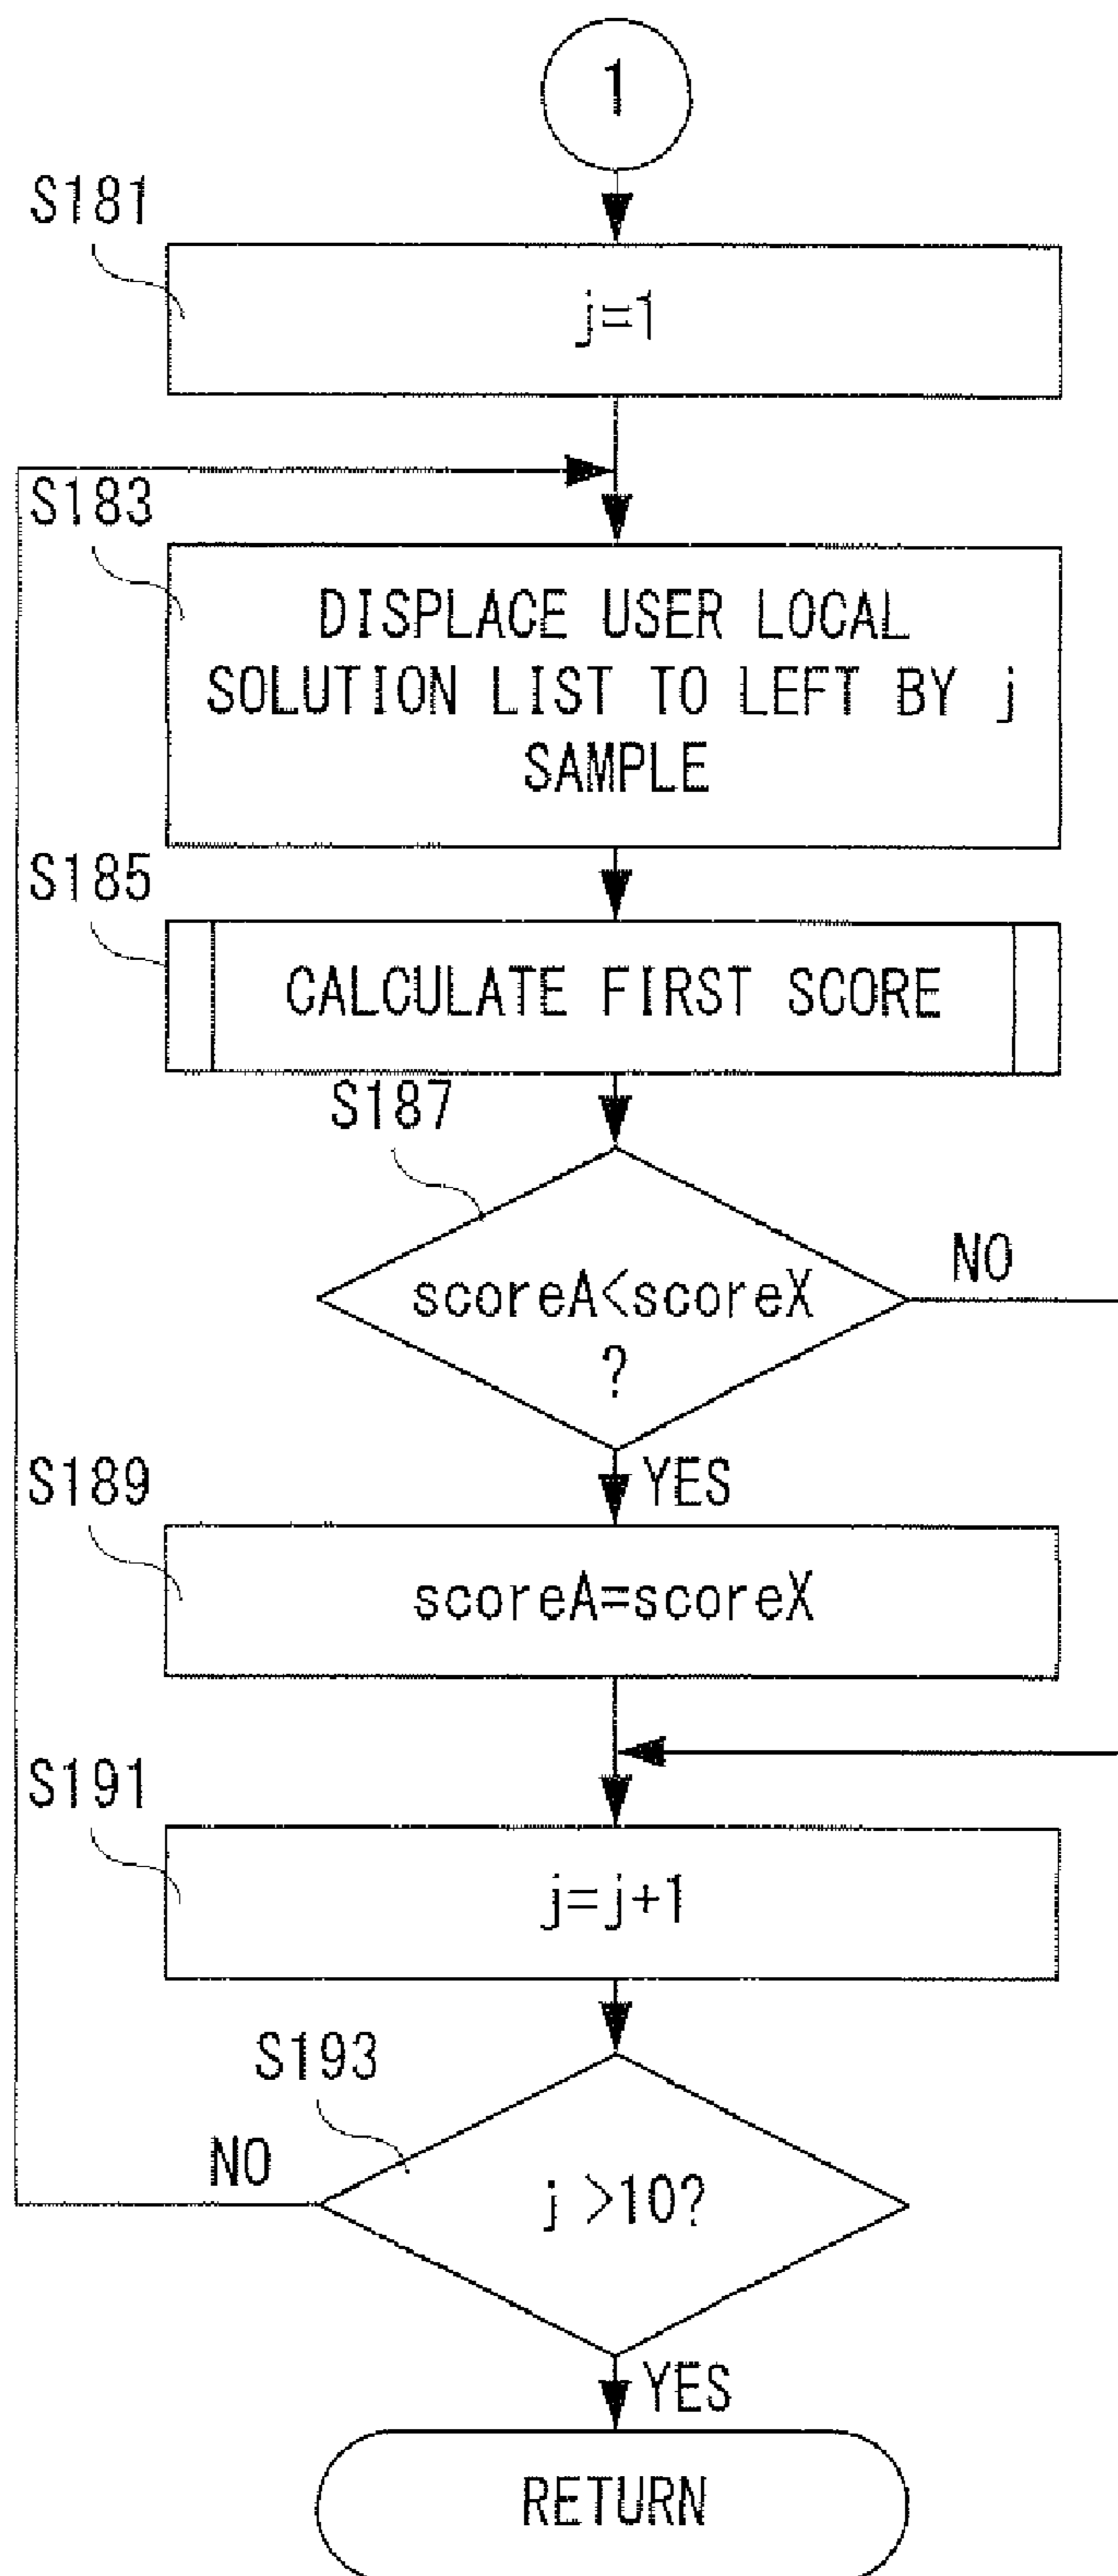 1
S181
j=1
S183
DISPLACE USER LOCAL
SOLUTION LIST TO LEFT BY j
SAMPLE
S185
CALCULATE FIRST SCORE
S187
scoreA<scoreX
?
NO
YES
S189
scoreA=scoreX
S191
j=j+1
S193
NO
j >10?
YES
RETURN